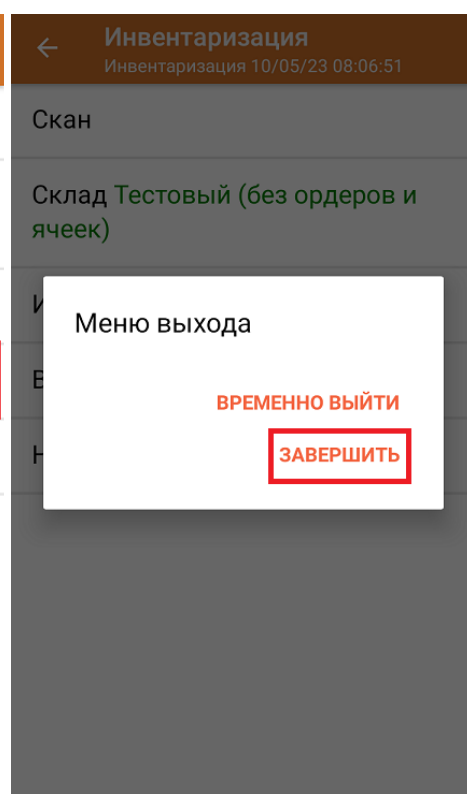 Инвентаризация
Инвентаризация 10/05/23 08:06:51
Скан
Склад Тестовый (без ордеров и
ячеек)
Меню выхода
ВРЕМЕННО ВЫЙТИ
ЗАВЕРШИТЬ